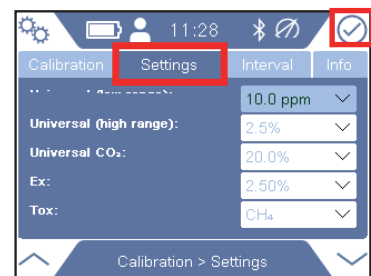 11:28
Calibration Settings Interval Info
10.0 ppm
Universal (high range): 2.5%
Universal CO₂: 20.0%
Ex: 2.50%
Tox: CH₄
Calibration > Settings